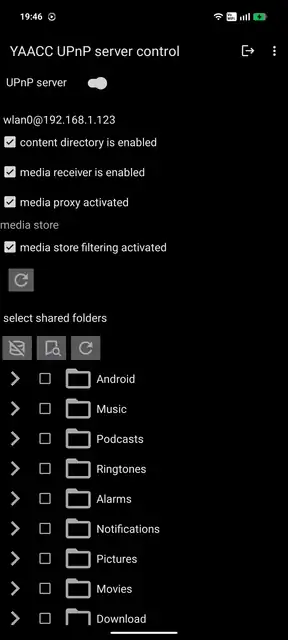 19:46
YAACC UPnP server control
UPnP server
wlan0@192.168.1.123
content directory is enabled
media receiver is enabled
media proxy activated
media store
media store filtering activated
select shared folders
Android
Music
Podcasts
Ringtones
Alarms
Notifications
Pictures
Movies
Download